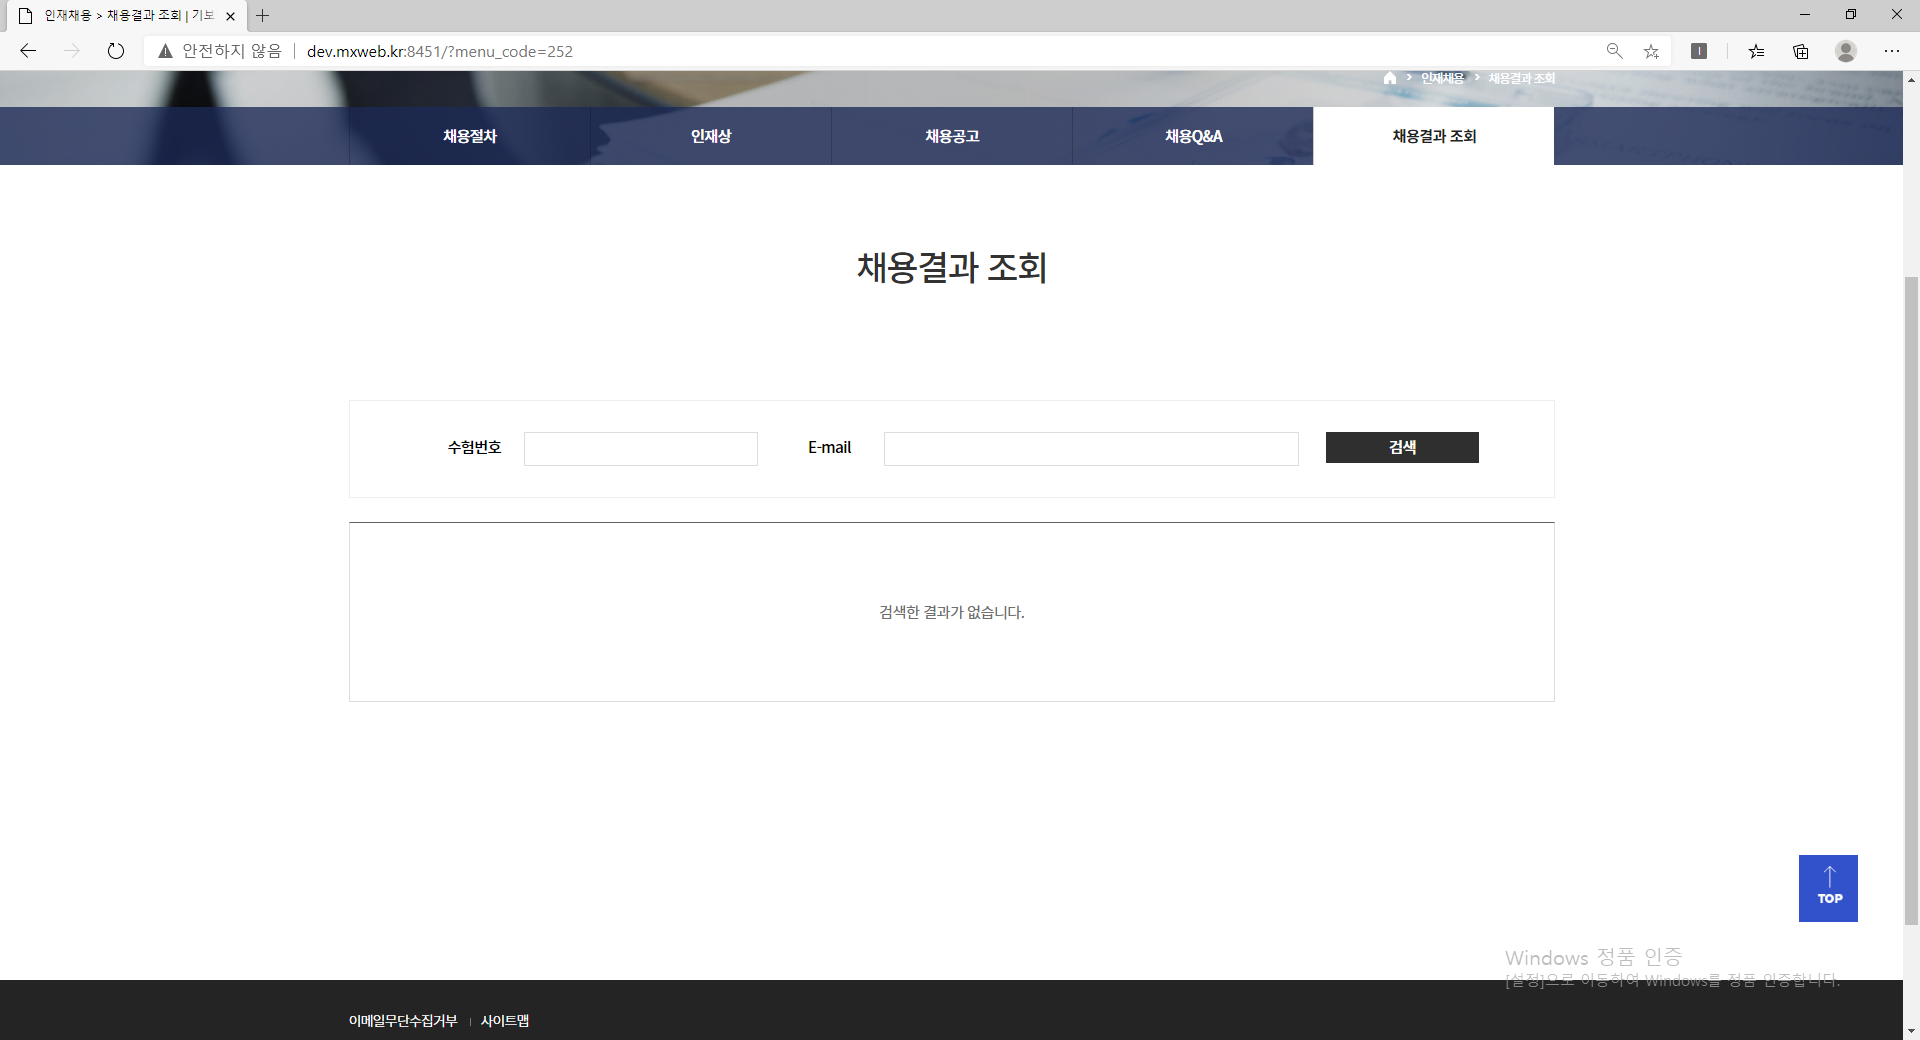 인재채용 > 채용결과 조회 | 기보
안전하지 않음 dev.mxweb.kr:8451/?menu_code=252
인재채용 > 채용결과 조회
채용절차 인재상 채용공고 채용Q&A 채용결과 조회
채용결과 조회
수험번호 E-mail 검색
검색한 결과가 없습니다.
TOP
Windows 정품 인증
[설정]으로 이동하여 Windows를 정품 인증합니다.
이메일무단수집거부 | 사이트맵